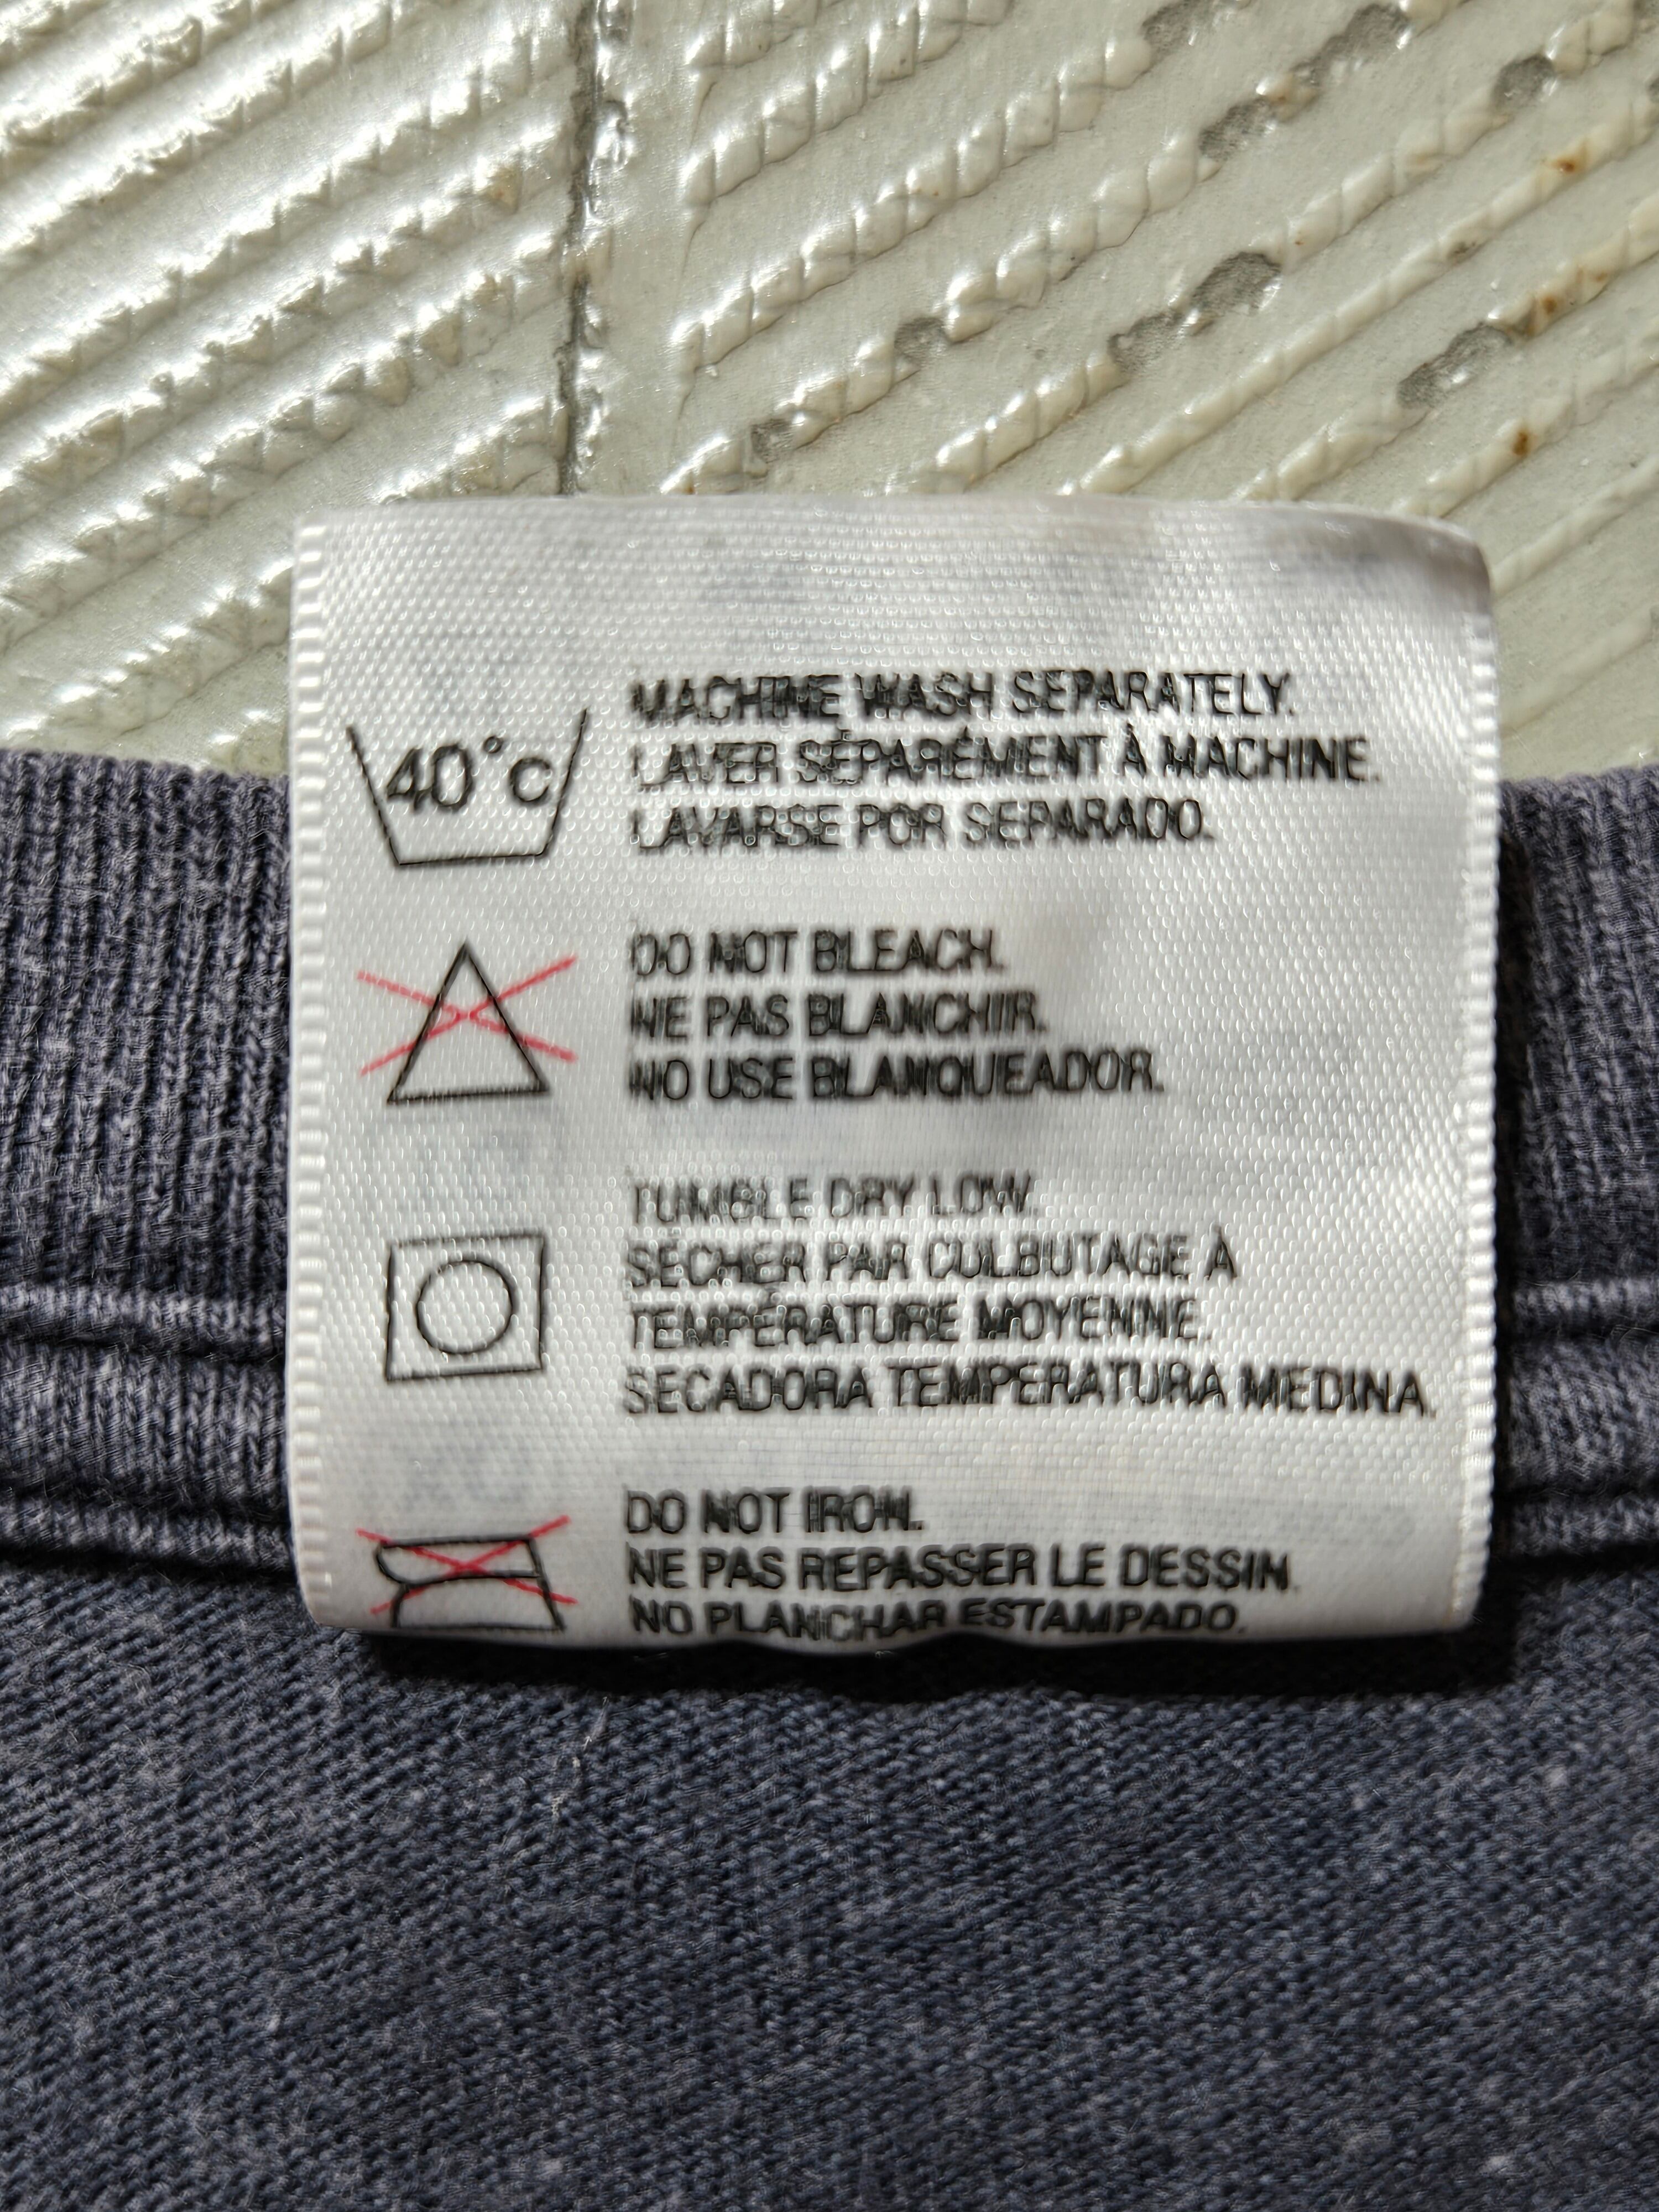 40°C
MACHINE WASH SEPARATELY.
LAVER SÉPARÉMENT À MACHINE.
LAVARSE POR SEPARADO.
DO NOT BLEACH.
NE PAS BLANCHIR.
NO USE BLANQUEADOR.
TUMBLE DRY LOW.
SÉCHER PAR CULBUTAGE À
TEMPÉRATURE MOYENNE.
SECADORA TEMPERATURA MEDINA.
DO NOT IRON.
NE PAS REPASSER LE DESSIN.
NO PLANCHAR ESTAMPADO.